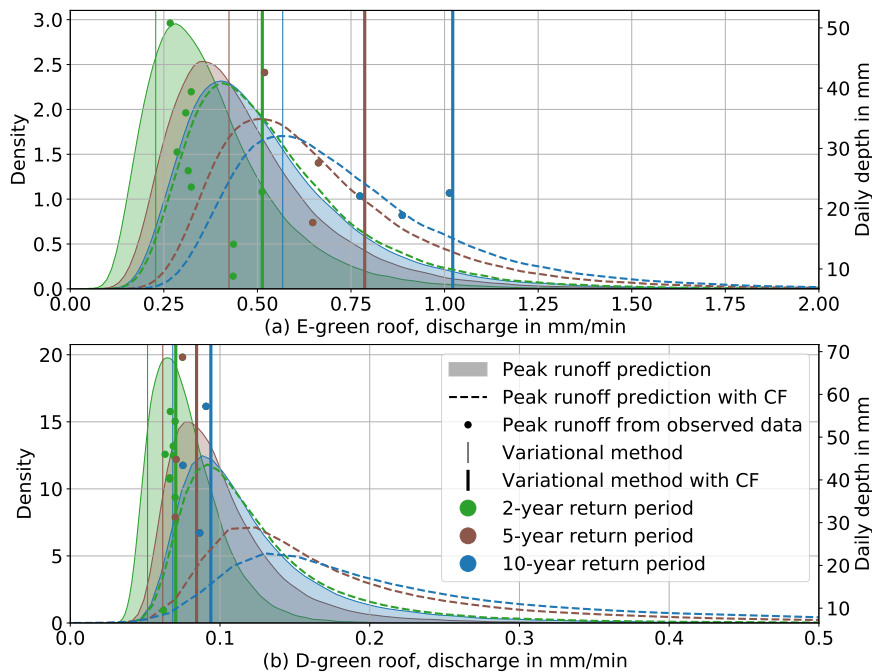 3.0
2.5
2.0
1.5
1.0
0.5
0.0
Density
50
40
30
20
10
Daily depth in mm
0.0 0.25 0.50 0.75 1.00 1.25 1.50 1.75 2.00
(a) E-green roof, discharge in mm/min
20
15
10
5
0
Density
70
60
50
40
30
20
10
Daily depth in mm
Peak runoff prediction
Peak runoff prediction with CF
Peak runoff from observed data
Variational method
Variational method with CF
2-year return period
5-year return period
10-year return period
0.0 0.1 0.2 0.3 0.4 0.5
(b) D-green roof, discharge in mm/min